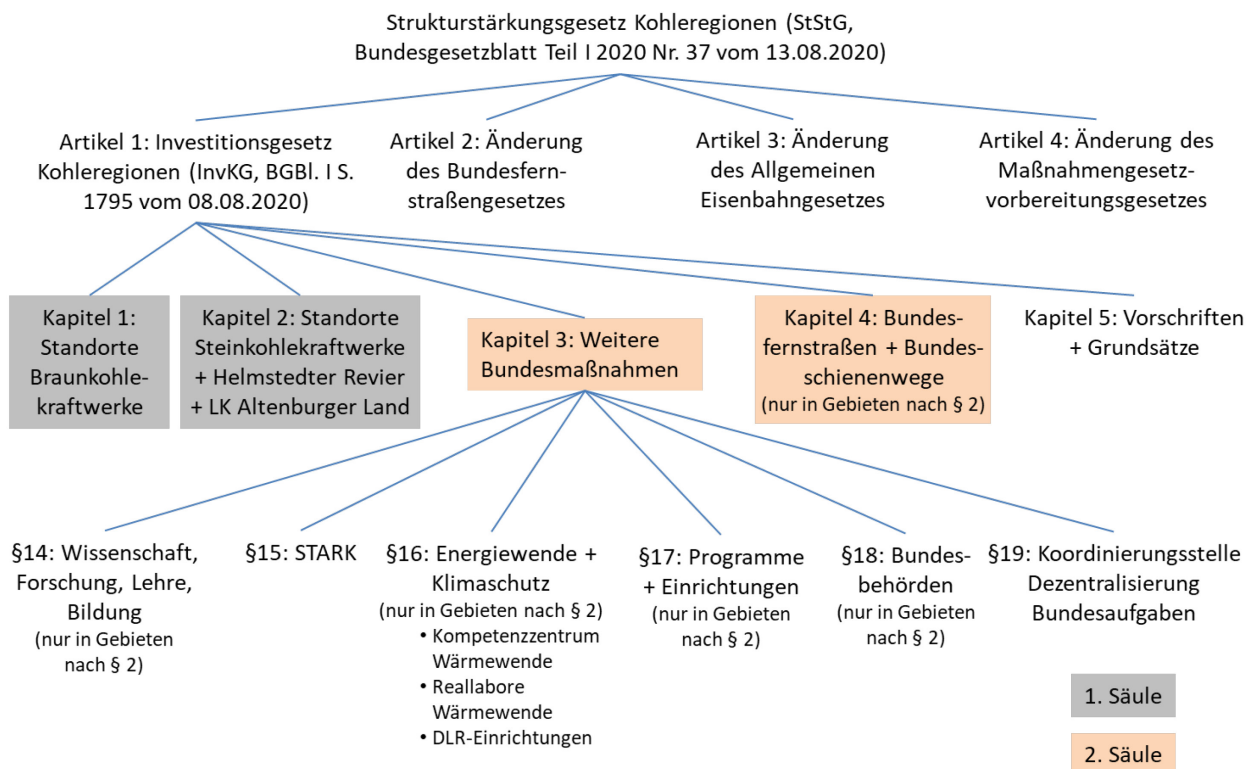 Strukturstärkungsgesetz Kohleregionen (StStG,
Bundesgesetzblatt Teil I 2020 Nr. 37 vom 13.08.2020)
Artikel 1: Investitionsgesetz
Kohleregionen (InvKG, BGBl. I S.
1795 vom 08.08.2020)
Artikel 2: Änderung
des Bundesfern-
straßengesetzes
Artikel 3: Änderung
des Allgemeinen
Eisenbahngesetzes
Artikel 4: Änderung des
Maßnahmengesetz-
vorbereitungsgesetzes
Kapitel 1:
Standorte
Braunkohle-
kraftwerke
Kapitel 2: Standorte
Steinkohlekraftwerke
+ Helmstedter Revier
+ LK Altenburger Land
Kapitel 3: Weitere
Bundesmaßnahmen
Kapitel 4: Bundes-
fernstraßen + Bundes-
schienenwege
(nur in Gebieten nach § 2)
Kapitel 5: Vorschriften
+ Grundsätze
§14: Wissenschaft,
Forschung, Lehre,
Bildung
(nur in Gebieten
nach § 2)
§15: STARK
§16: Energiewende +
Klimaschutz
(nur in Gebieten nach § 2)
• Kompetenzzentrum
Wärmewende
• Reallabore
Wärmewende
• DLR-Einrichtungen
§17: Programme
+ Einrichtungen
(nur in Gebieten
nach § 2)
§18: Bundes-
behörden
(nur in Gebieten
nach § 2)
§19: Koordinierungsstelle
Dezentralisierung
Bundesaufgaben
1. Säule
2. Säule